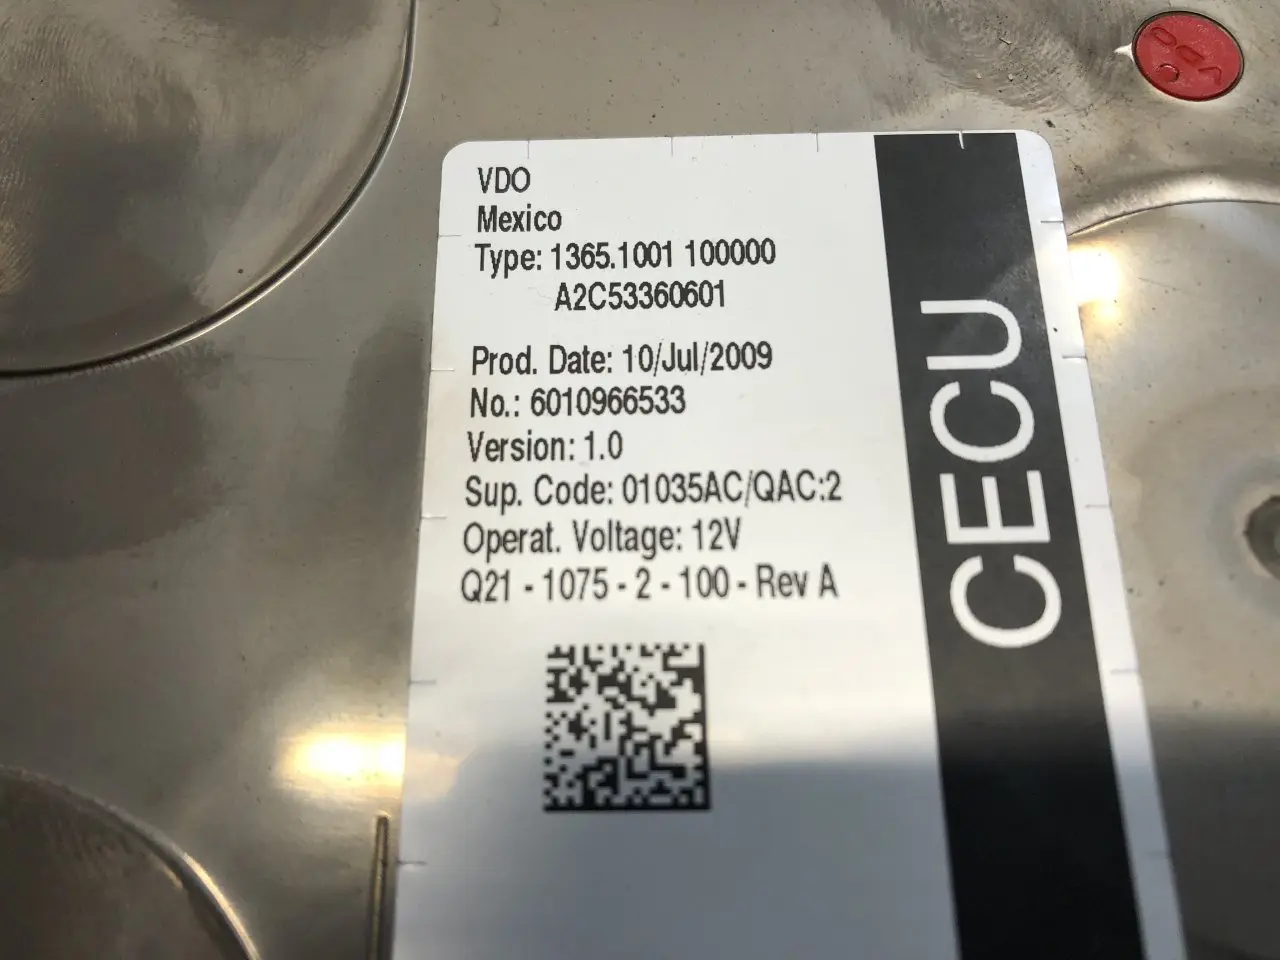 VDO
Mexico
Type: 1365.1001 100000
A2C53360601
Prod. Date: 10/Jul/2009
No.: 6010966533
Version: 1.0
Sup. Code: 01035AC/QAC:2
Operat. Voltage: 12V
Q21 - 1075 - 2 - 100 - Rev A
CECU